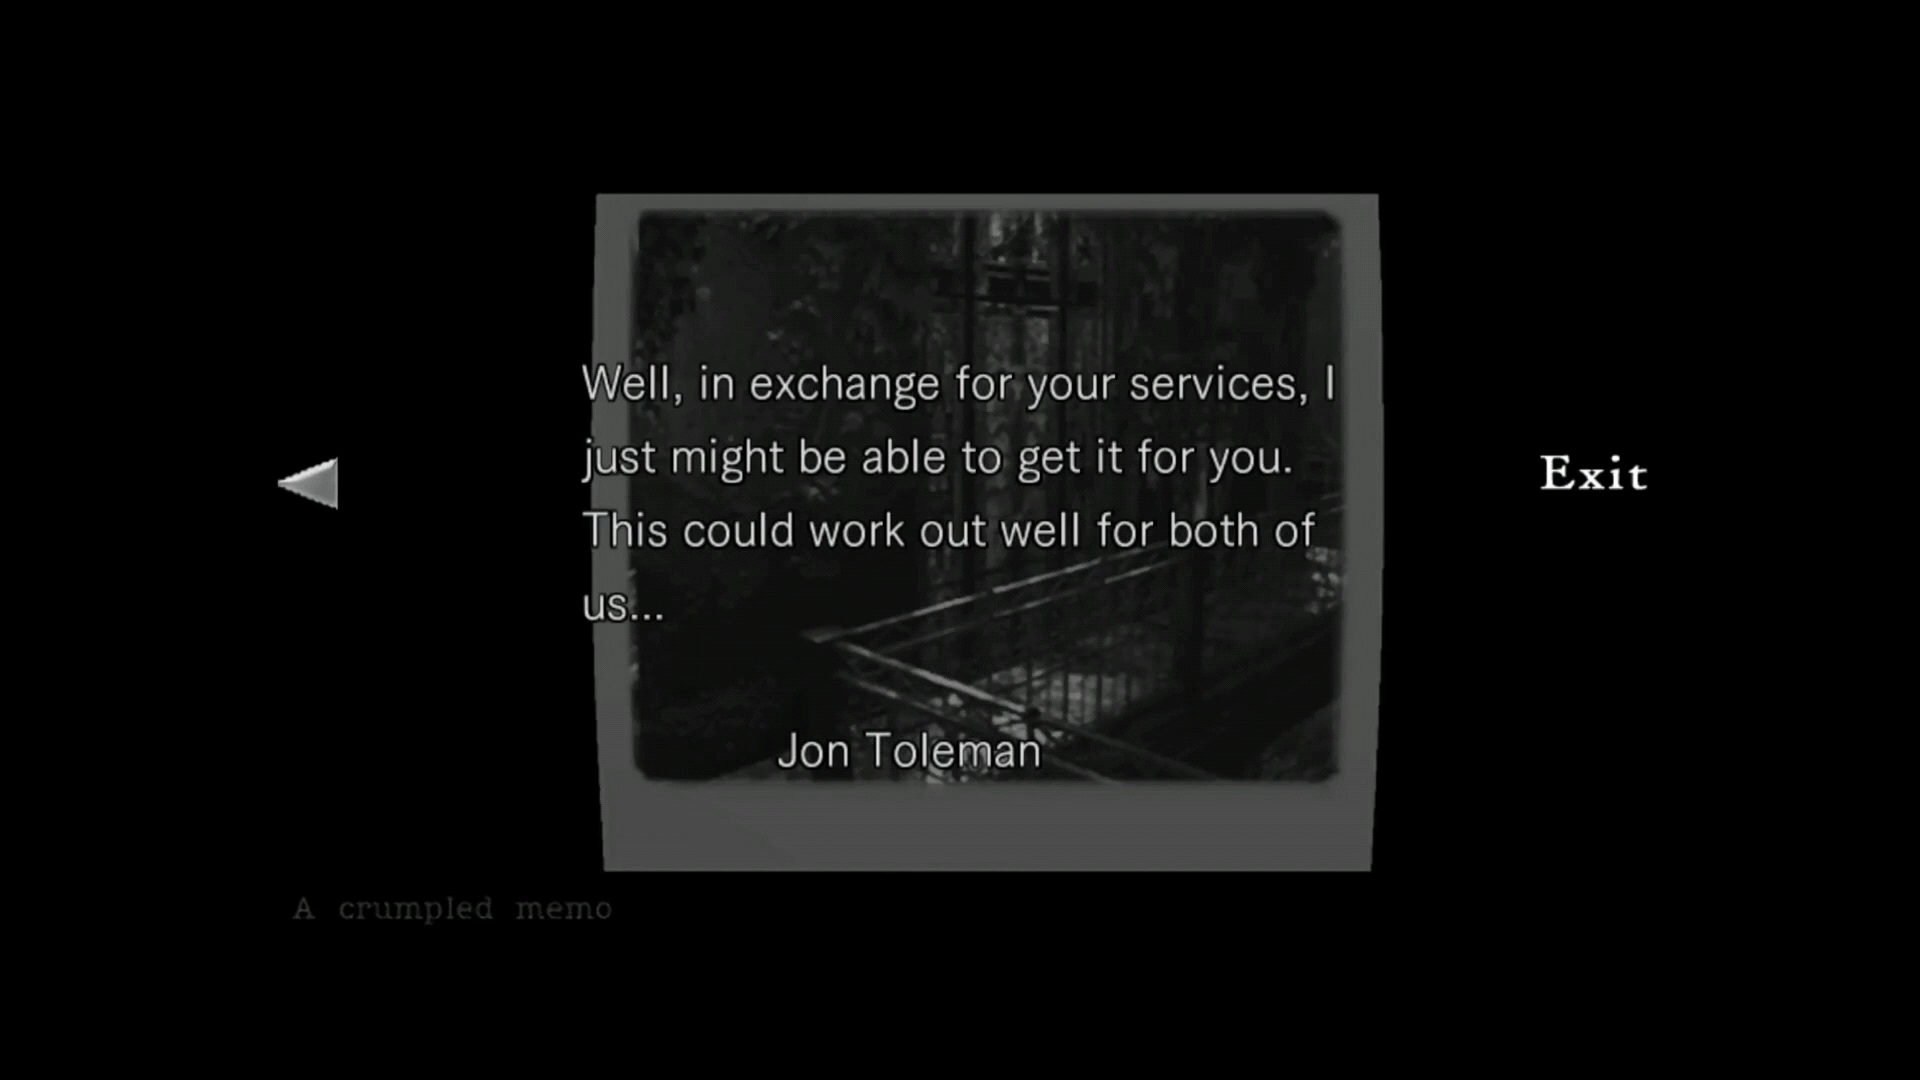 Well, in exchange for your services, I
just might be able to get it for you.
This could work out well for both of
us...
Exit
Jon Toleman
A crumpled memo